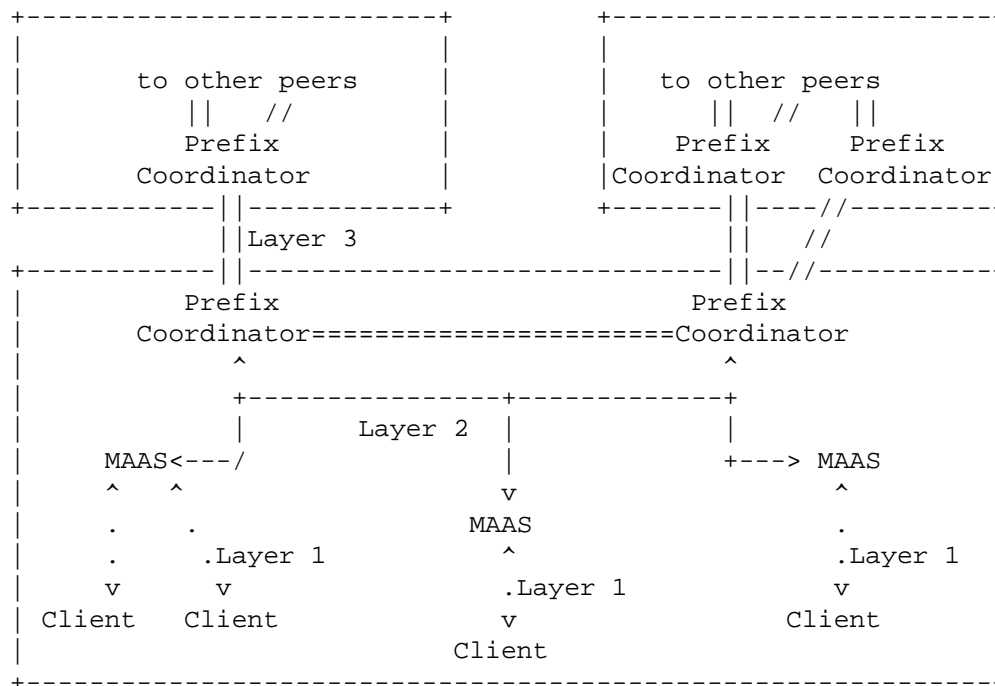 to other peers to other peers
|| // || // ||
Prefix Prefix Prefix
Coordinator Coordinator Coordinator
||Layer 3 || //
Prefix Prefix
Coordinator=======================Coordinator
^ ^
+-----------------+--------------+
| Layer 2 | |
MAAS<---/ | +---> MAAS
^ ^ v ^
. . MAAS .
. .Layer 1 ^ .Layer 1
v v .Layer 1 v
Client Client v Client
Client